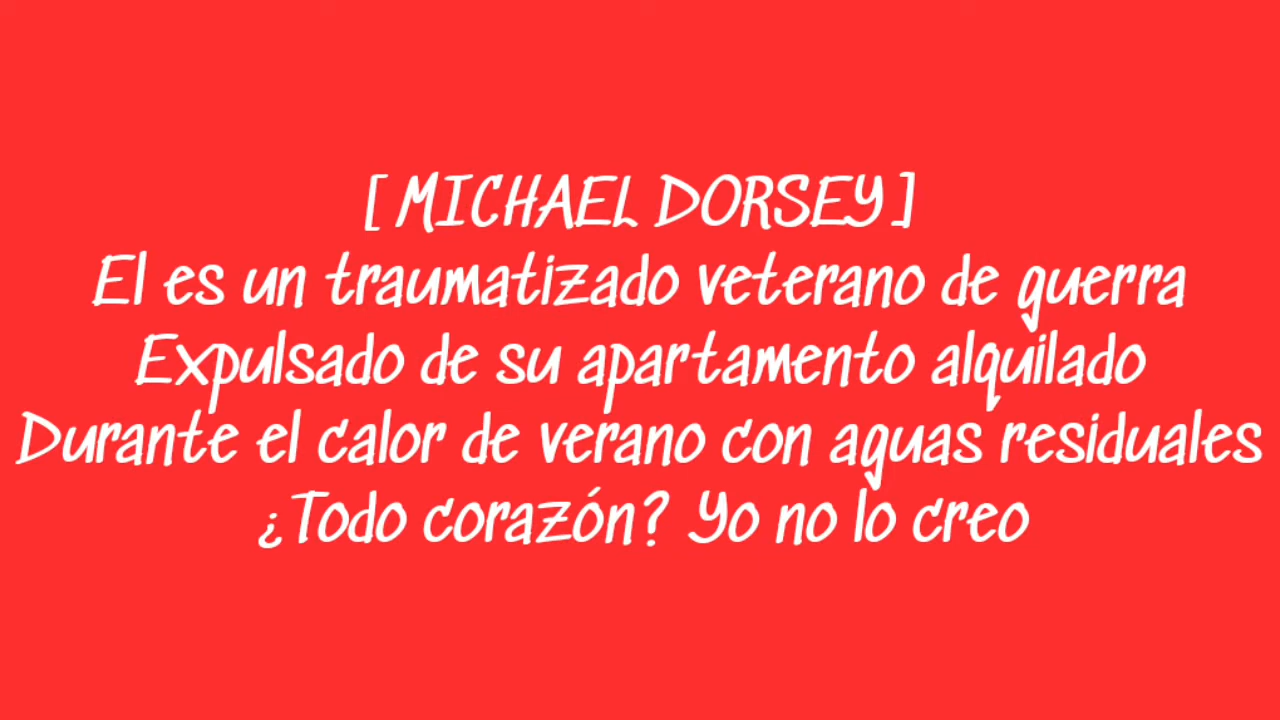 [ MICHAEL DORSEY ]
El es un traumatizado veterano de guerra
Expulsado de su apartamento alquilado
Durante el calor de verano con aguas residuales
¿Todo corazón? Yo no lo creo